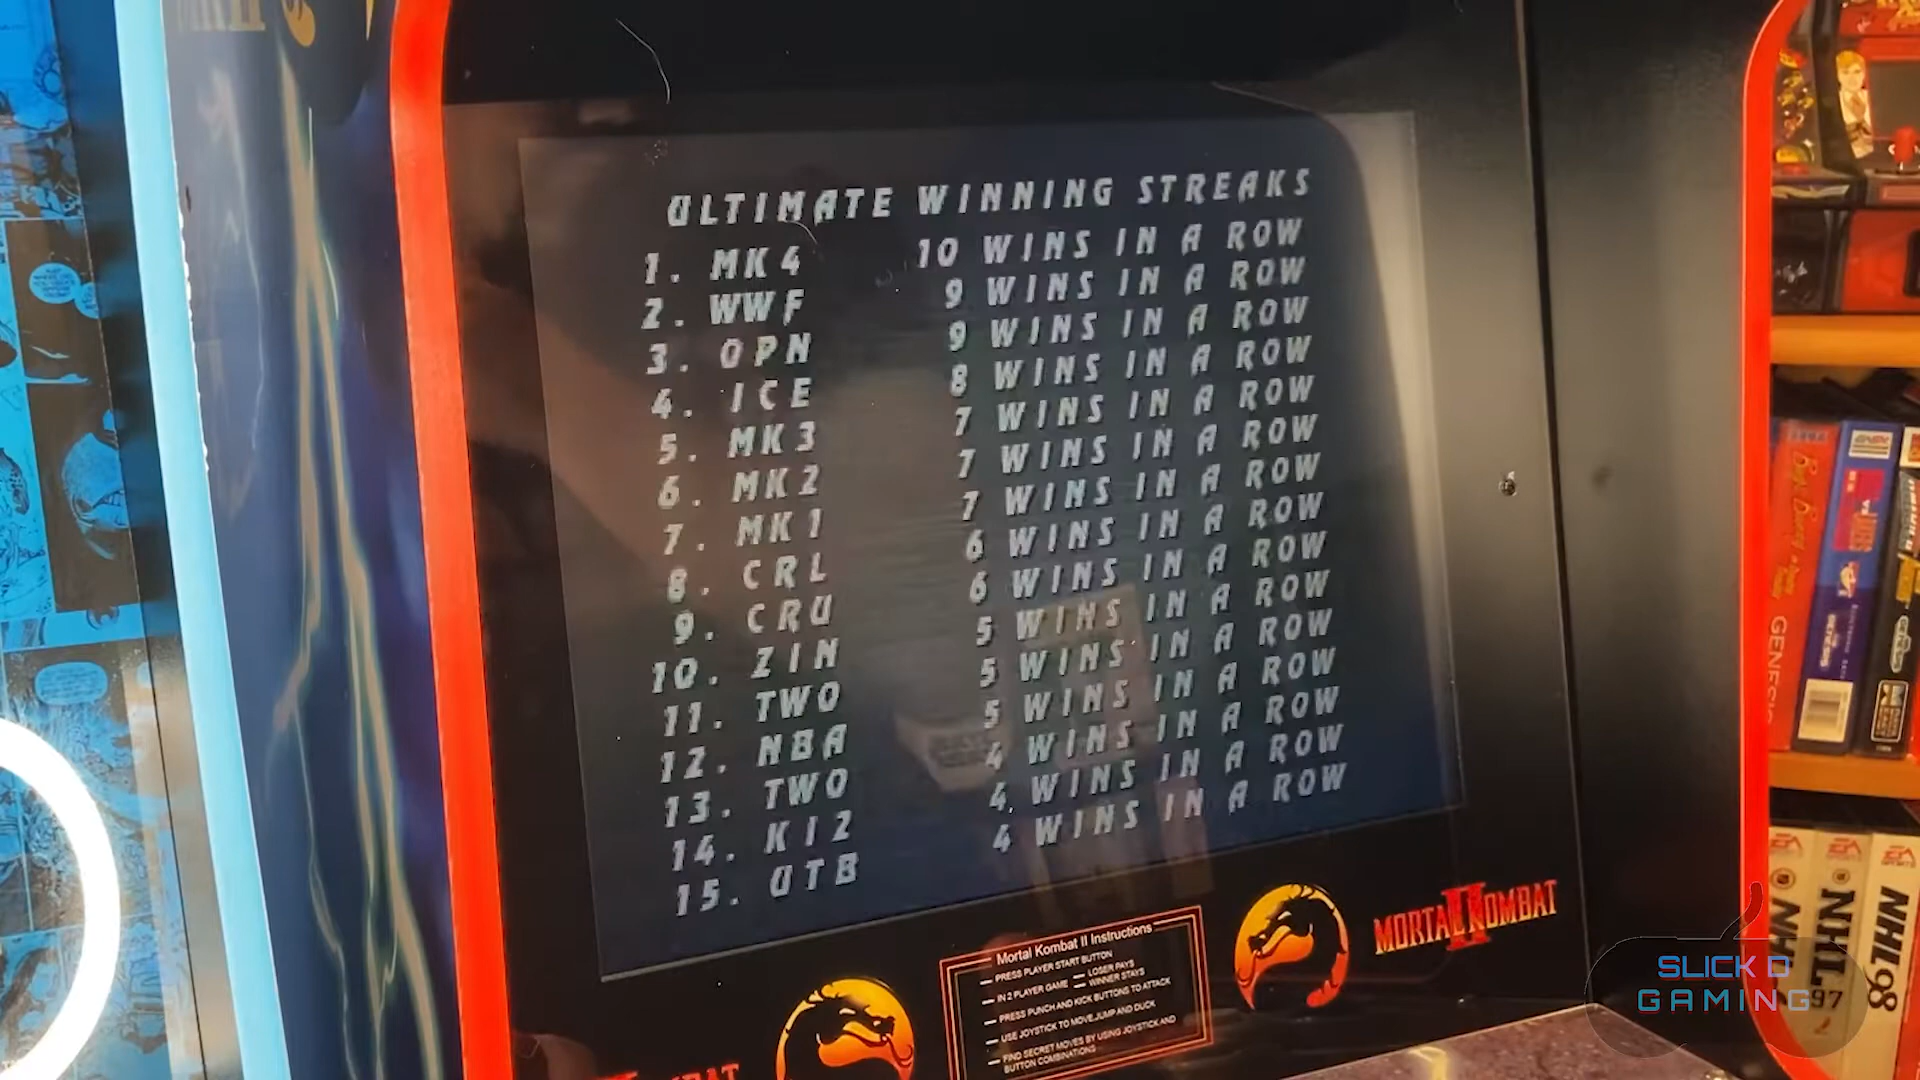 ULTIMATE WINNING STREAKS
1. MK4 10 WINS IN A ROW
2. WWF 9 WINS IN A ROW
3. OPN 9 WINS IN A ROW
4. ICE 8 WINS IN A ROW
5. MK3 7 WINS IN A ROW
6. MK2 7 WINS IN A ROW
7. MK1 7 WINS IN A ROW
8. CRL 6 WINS IN A ROW
9. CRU 6 WINS IN A ROW
10. ZIN 5 WINS IN A ROW
11. TWO 5 WINS IN A ROW
12. NBA 5 WINS IN A ROW
13. TWO 4 WINS IN A ROW
14. KI2 4 WINS IN A ROW
15. UTB 4 WINS IN A ROW
Mortal Kombat II Instructions
PRESS PLAYER START BUTTON
IN 2 PLAYER GAME — LOSER PAYS
— WINNER STAYS
PRESS PUNCH AND KICK BUTTONS TO ATTACK
USE JOYSTICK TO MOVE,JUMP AND DUCK
FIND SECRET MOVES BY USING JOYSTICK AND
BUTTON COMBINATIONS
MORTAL KOMBAT II
SLICK D
GAMING
GENESIS
EA SPORTS
NHL 97
NHL 98